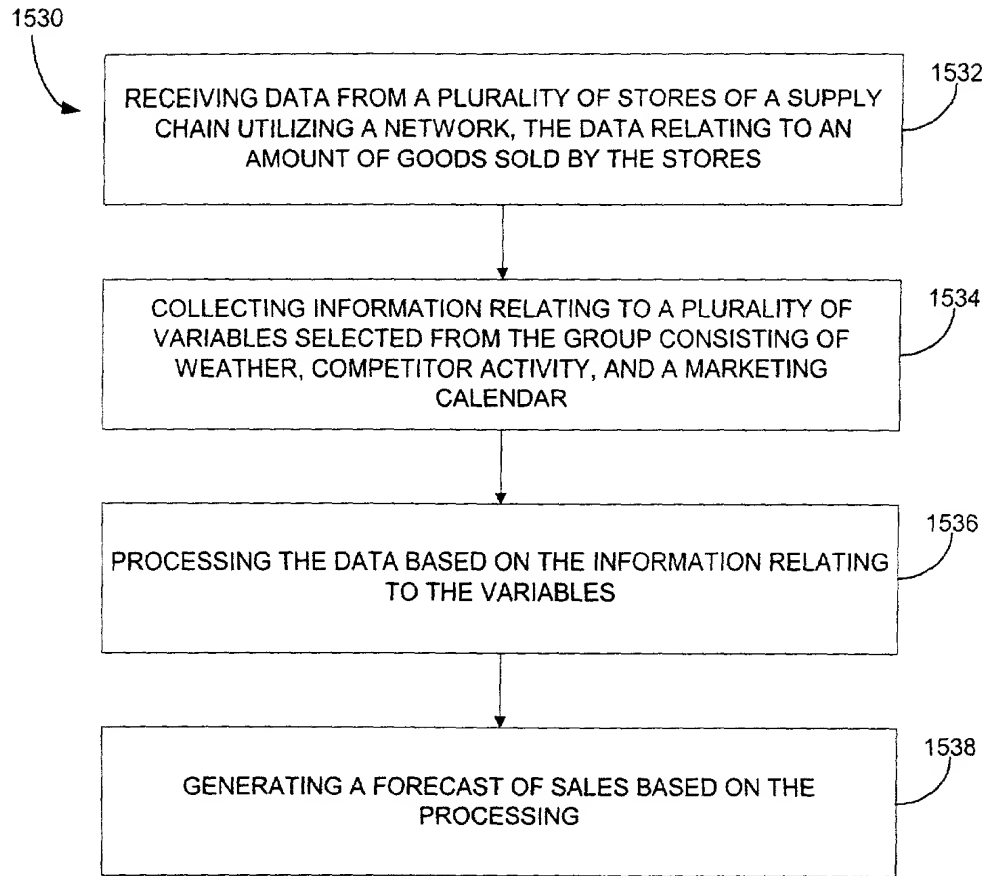 1530
1532
RECEIVING DATA FROM A PLURALITY OF STORES OF A SUPPLY
CHAIN UTILIZING A NETWORK, THE DATA RELATING TO AN
AMOUNT OF GOODS SOLD BY THE STORES
1534
COLLECTING INFORMATION RELATING TO A PLURALITY OF
VARIABLES SELECTED FROM THE GROUP CONSISTING OF
WEATHER, COMPETITOR ACTIVITY, AND A MARKETING
CALENDAR
1536
PROCESSING THE DATA BASED ON THE INFORMATION RELATING
TO THE VARIABLES
1538
GENERATING A FORECAST OF SALES BASED ON THE
PROCESSING